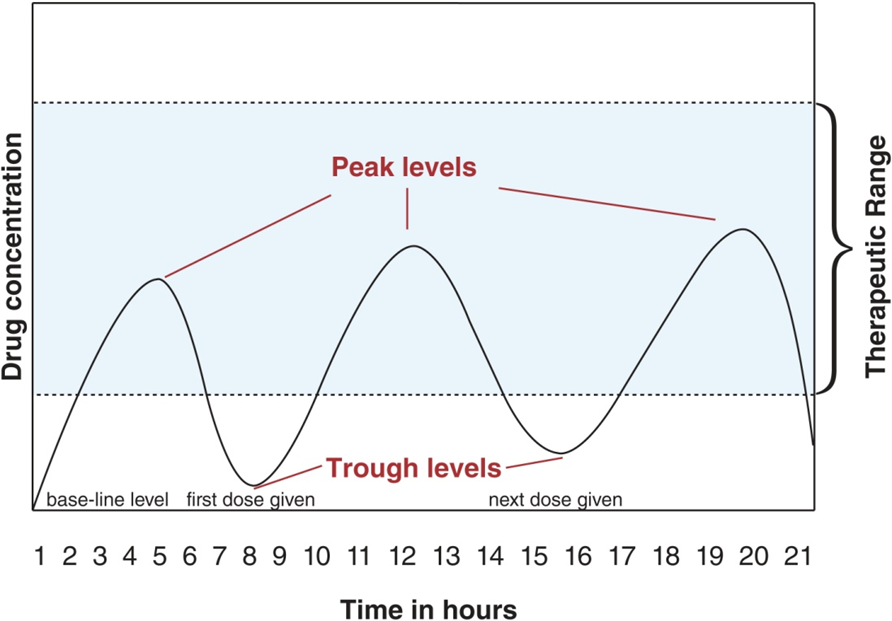 Drug concentration
Peak levels
Therapeutic Range
Trough levels
base-line level first dose given next dose given
1 2 3 4 5 6 7 8 9 10 11 12 13 14 15 16 17 18 19 20 21
Time in hours